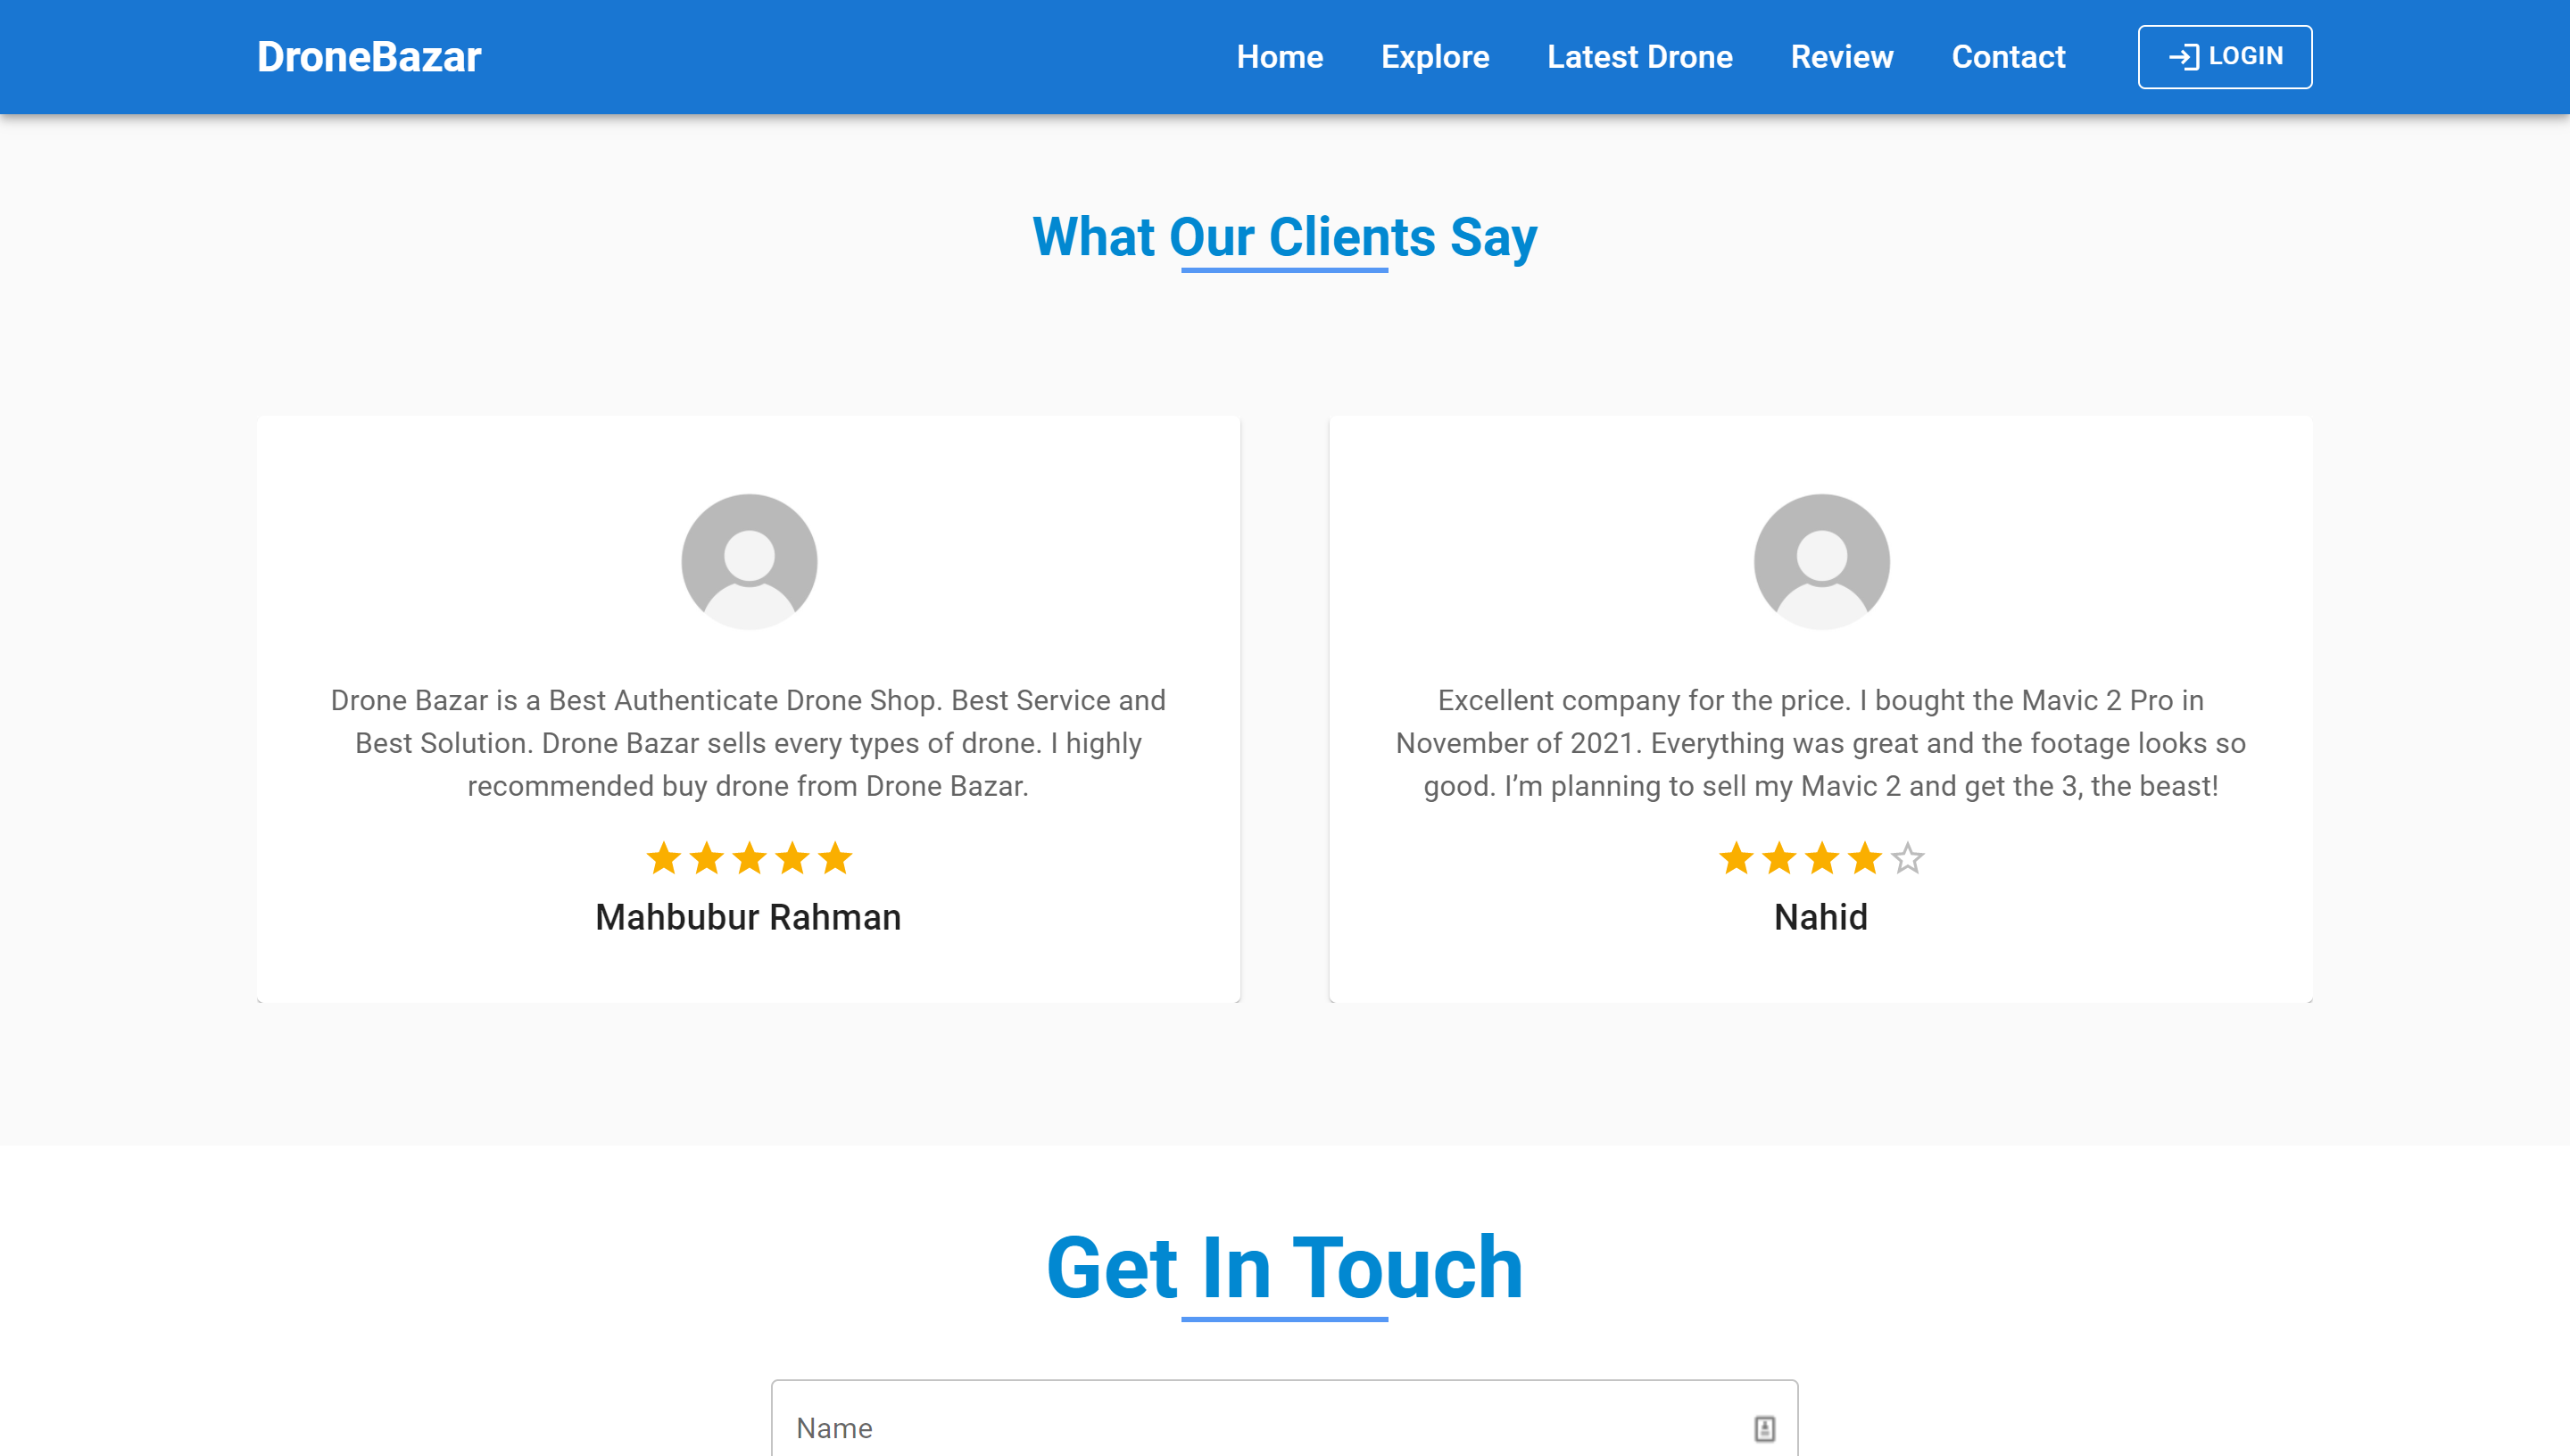 DroneBazar
Home
Explore
Latest Drone
Review
Contact
LOGIN
What Our Clients Say
Drone Bazar is a Best Authenticate Drone Shop. Best Service and
Best Solution. Drone Bazar sells every types of drone. I highly
recommended buy drone from Drone Bazar.
Mahbubur Rahman
Excellent company for the price. I bought the Mavic 2 Pro in
November of 2021. Everything was great and the footage looks so
good. I’m planning to sell my Mavic 2 and get the 3, the beast!
Nahid
Get In Touch
Name